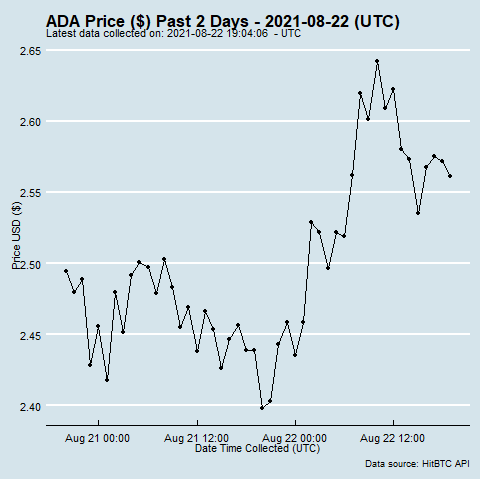 ADA Price ($) Past 2 Days - 2021-08-22 (UTC)
Latest data collected on: 2021-08-22 19:04:06  - UTC
Price USD ($)
2.65
2.60
2.55
2.50
2.45
2.40
Aug 21 00:00
Aug 21 12:00
Aug 22 00:00
Aug 22 12:00
Date Time Collected (UTC)
Data source: HitBTC API